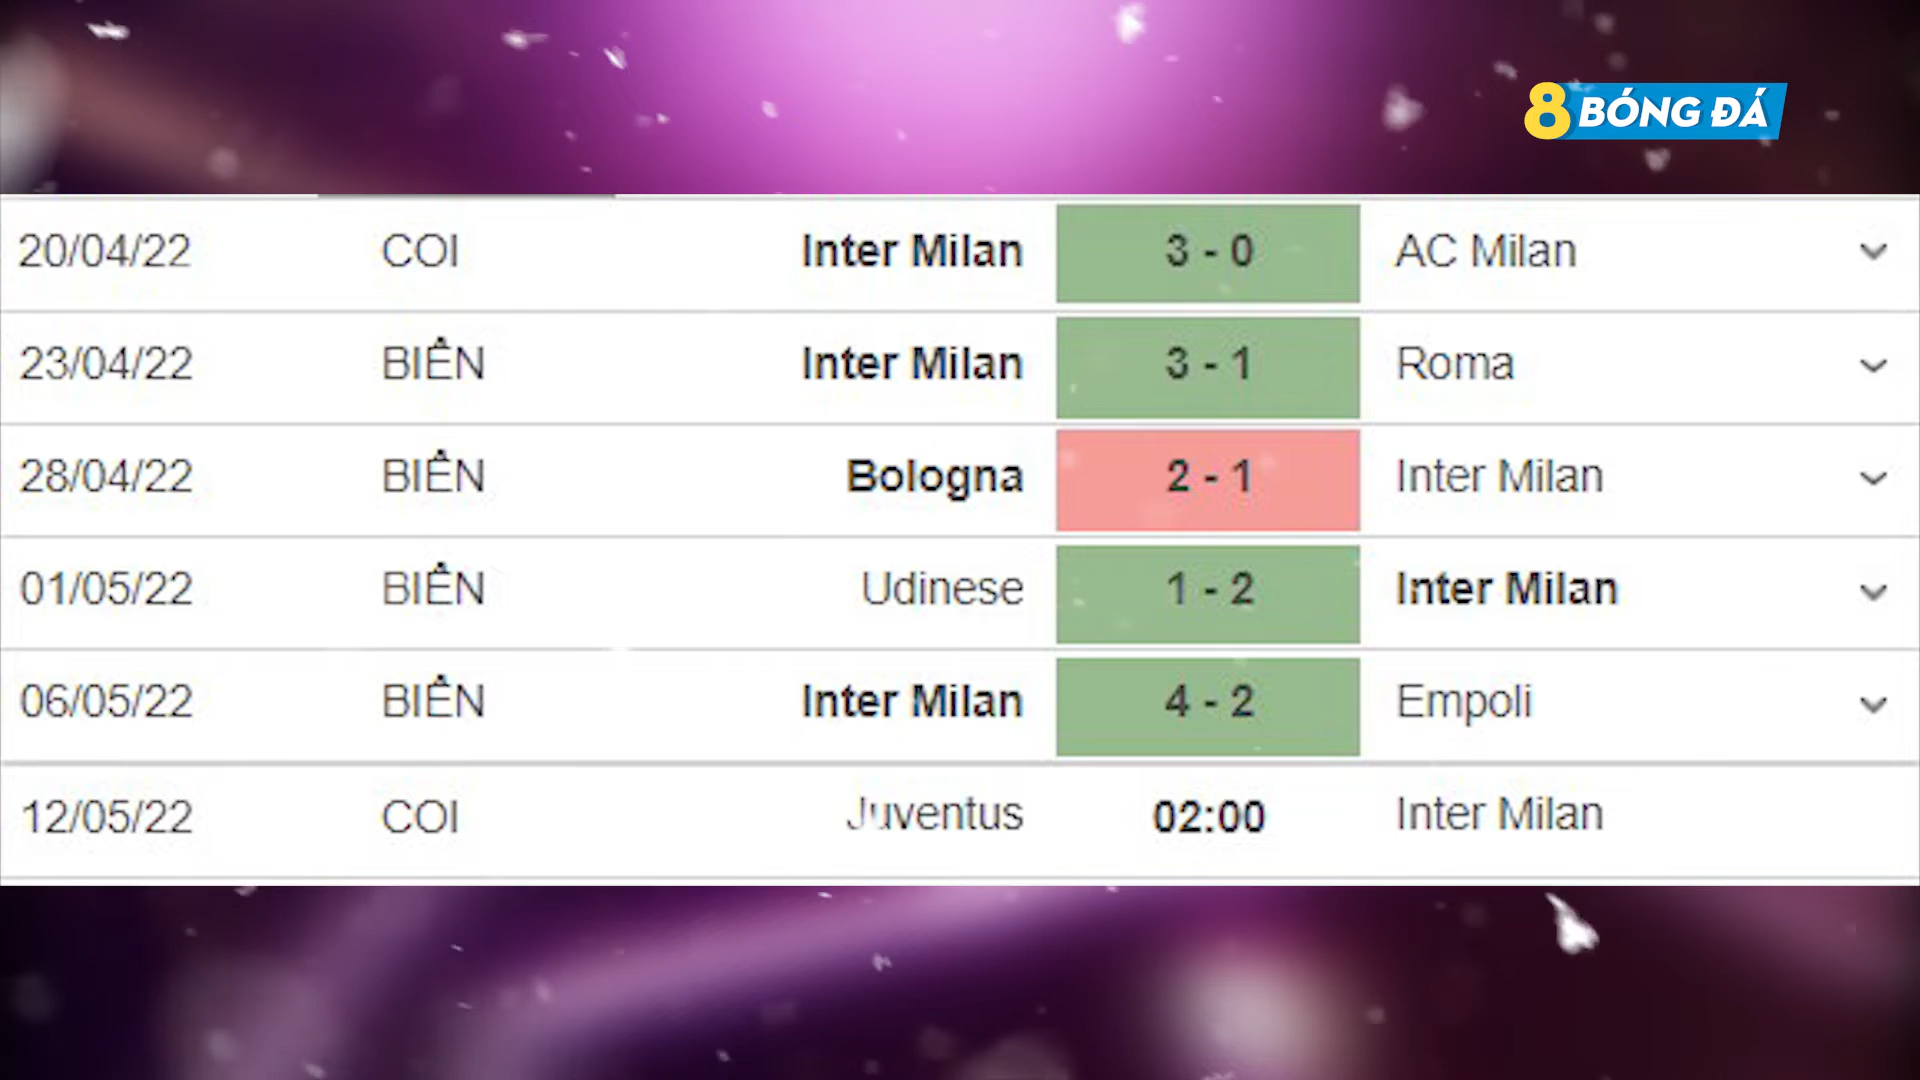 8 BÓNG ĐÁ
20/04/22 COI Inter Milan 3 - 0 AC Milan
23/04/22 BIÊN Inter Milan 3 - 1 Roma
28/04/22 BIÊN Bologna 2 - 1 Inter Milan
01/05/22 BIÊN Udinese 1 - 2 Inter Milan
06/05/22 BIÊN Inter Milan 4 - 2 Empoli
12/05/22 COI Juventus 02:00 Inter Milan